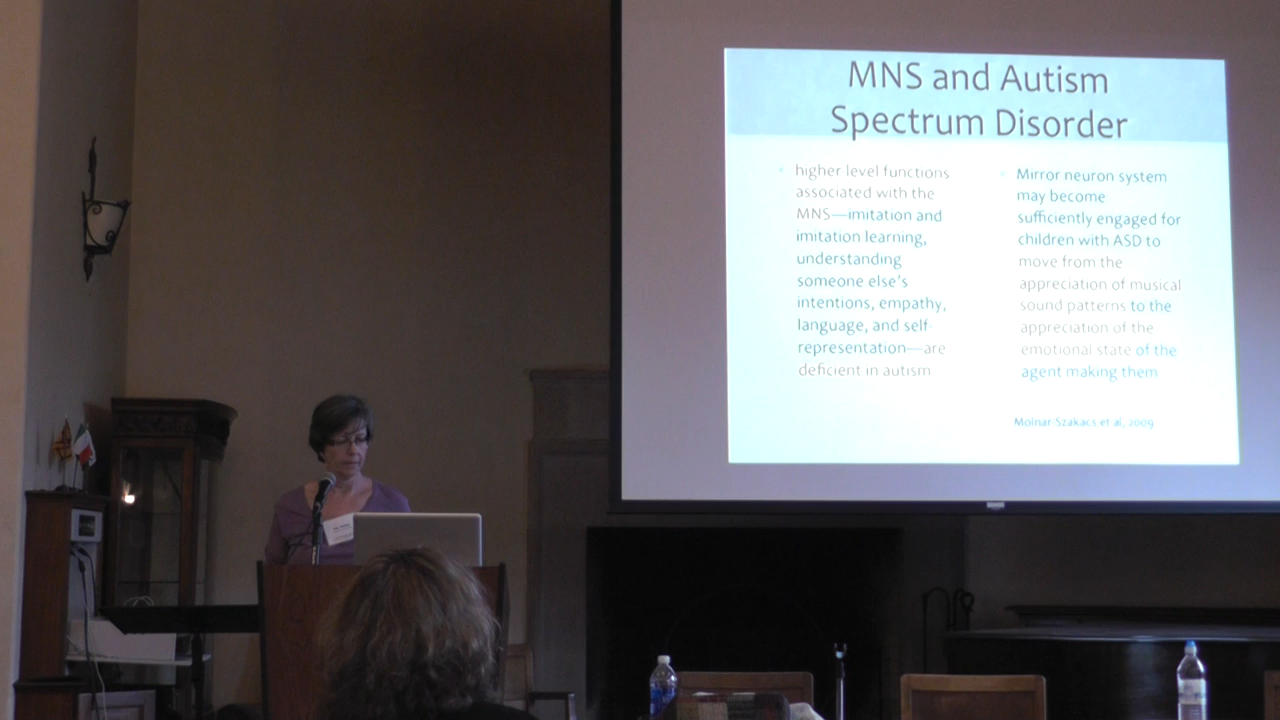 MNS and Autism
Spectrum Disorder
higher level functions
associated with the
MNS—imitation and
imitation learning,
understanding
someone else's
intentions, empathy,
language, and self-
representation—are
deficient in autism
Mirror neuron system
may become
sufficiently engaged for
children with ASD to
move from the
appreciation of musical
sound patterns to the
appreciation of the
emotional state of the
agent making them
Molnar-Szakacs et al, 2009